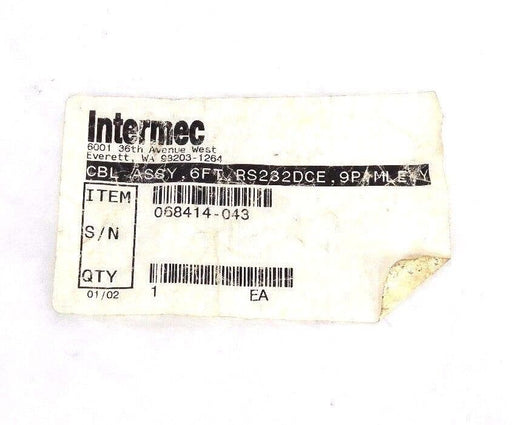 Intermec
6001 36th Avenue West
Everett, WA 98203-1264
CBL ASSY, 6FT, RS232DCE, 9P, MLE, Y
ITEM
068414-043
S/N
QTY
1 EA
01/02